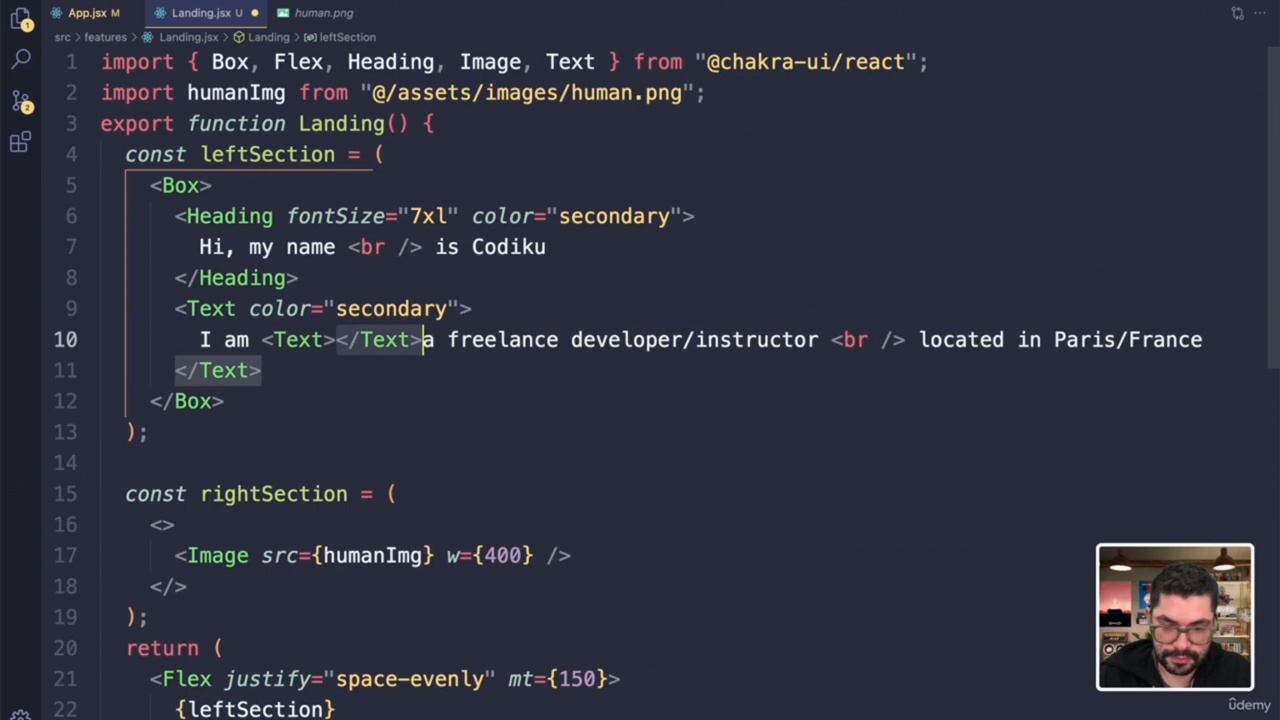 App.jsx M
Landing.jsx U
human.png
src > features > Landing.jsx > Landing > leftSection
1 import { Box, Flex, Heading, Image, Text } from "@chakra-ui/react";
2 import humanImg from "@/assets/images/human.png";
3 export function Landing() {
4 const leftSection = (
5 <Box>
6 <Heading fontSize="7xl" color="secondary">
7 Hi, my name <br /> is Codiku
8 </Heading>
9 <Text color="secondary">
10 I am <Text></Text>a freelance developer/instructor <br /> located in Paris/France
11 </Text>
12 </Box>
13 );
14
15 const rightSection = (
16 <>
17 <Image src={humanImg} w={400} />
18 </>
19 );
20 return (
21 <Flex justify="space-evenly" mt={150}>
22 {leftSection}
1
2
udemy